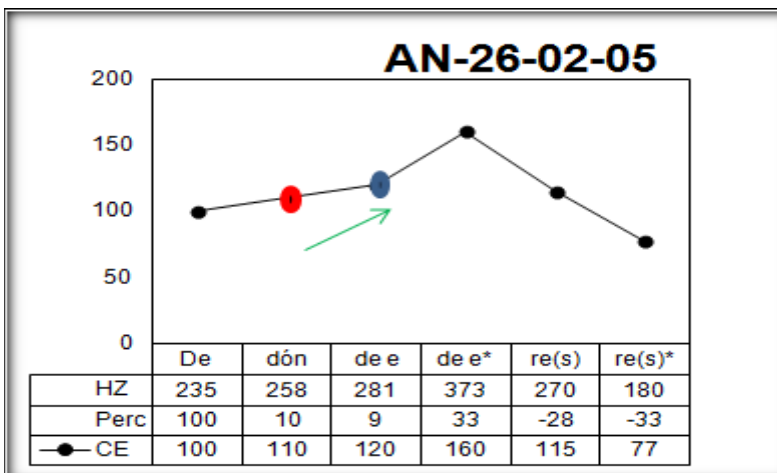 AN-26-02-05
200
150
100
50
0
De dón de e de e* re(s) re(s)*
HZ 235 258 281 373 270 180
Perc 100 10 9 33 -28 -33
CE 100 110 120 160 115 77